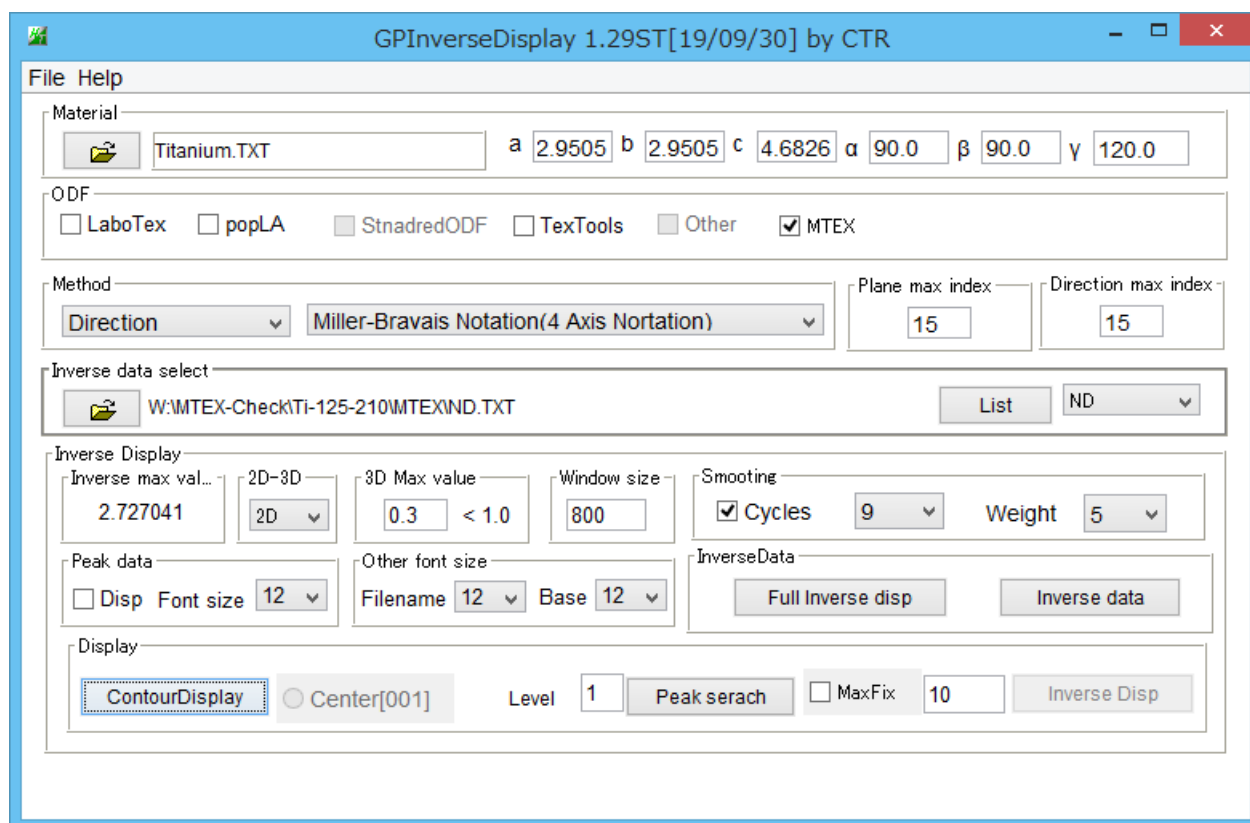 GPInverseDisplay 1.29ST[19/09/30] by CTR
File Help
Material
Titanium.TXT a 2.9505 b 2.9505 c 4.6826 α 90.0 β 90.0 γ 120.0
ODF
LaboTex popLA StnadredODF TexTools Other MTEX
Method Plane max index Direction max index
Direction Miller-Bravais Notation(4 Axis Nortation) 15 15
Inverse data select
W:\MTEX-Check\Ti-125-210\MTEX\ND.TXT List ND
Inverse Display
Inverse max val... 2D-3D 3D Max value Window size Smooting
2.727041 2D 0.3 < 1.0 800 Cycles 9 Weight 5
Peak data Other font size InverseData
Disp Font size 12 Filename 12 Base 12 Full Inverse disp Inverse data
Display
ContourDisplay Center[001] Level 1 Peak serach MaxFix 10 Inverse Disp